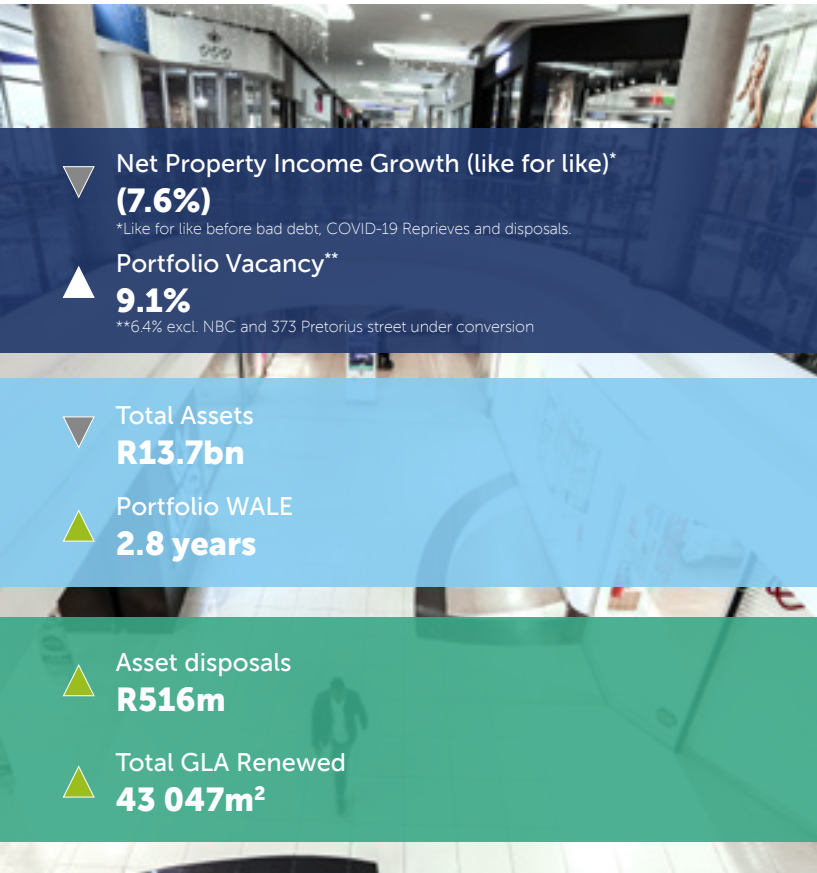 Net Property Income Growth (like for like)*
(7.6%)
*Like for like before bad debt, COVID-19 Reprieves and disposals.
Portfolio Vacancy**
9.1%
**6.4% excl. NBC and 373 Pretorius street under conversion
Total Assets
R13.7bn
Portfolio WALE
2.8 years
Asset disposals
R516m
Total GLA Renewed
43 047m²